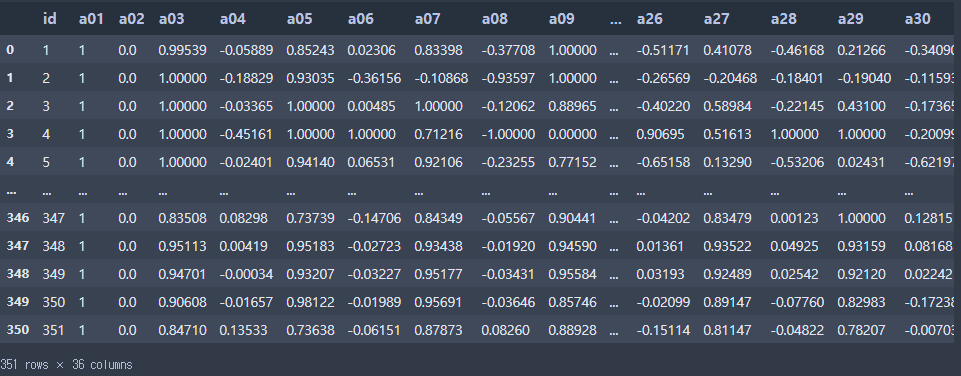 id a01 a02 a03 a04 a05 a06 a07 a08 a09 ... a26 a27 a28 a29 a30
0 1 1 0.0 0.99539 -0.05889 0.85243 0.02306 0.83398 -0.37708 1.00000 ... -0.51171 0.41078 -0.46168 0.21266 -0.34090
1 2 1 0.0 1.00000 -0.18829 0.93035 -0.36156 -0.10868 -0.93597 1.00000 ... -0.26569 -0.20468 -0.18401 -0.19040 -0.11593
2 3 1 0.0 1.00000 -0.03365 1.00000 0.00485 1.00000 -0.12062 0.88965 ... -0.40220 0.58984 -0.22145 0.43100 -0.17365
3 4 1 0.0 1.00000 -0.45161 1.00000 1.00000 0.71216 -1.00000 0.00000 ... 0.90695 0.51613 1.00000 1.00000 -0.20099
4 5 1 0.0 1.00000 -0.02401 0.94140 0.06531 0.92106 -0.23255 0.77152 ... -0.65158 0.13290 -0.53206 0.02431 -0.62197
... ... ... ... ... ... ... ... ... ... ... ... ... ... ... ... ...
346 347 1 0.0 0.83508 0.08298 0.73739 -0.14706 0.84349 -0.05567 0.90441 ... -0.04202 0.83479 0.00123 1.00000 0.12815
347 348 1 0.0 0.95113 0.00419 0.95183 -0.02723 0.93438 -0.01920 0.94590 ... 0.01361 0.93522 0.04925 0.93159 0.08168
348 349 1 0.0 0.94701 -0.00034 0.93207 -0.03227 0.95177 -0.03431 0.95584 ... 0.03193 0.92489 0.02542 0.92120 0.02242
349 350 1 0.0 0.90608 -0.01657 0.98122 -0.01989 0.95691 -0.03646 0.85746 ... -0.02099 0.89147 -0.07760 0.82983 -0.17238
350 351 1 0.0 0.84710 0.13533 0.73638 -0.06151 0.87873 0.08260 0.88928 ... -0.15114 0.81147 -0.04822 0.78207 -0.00703
351 rows × 36 columns